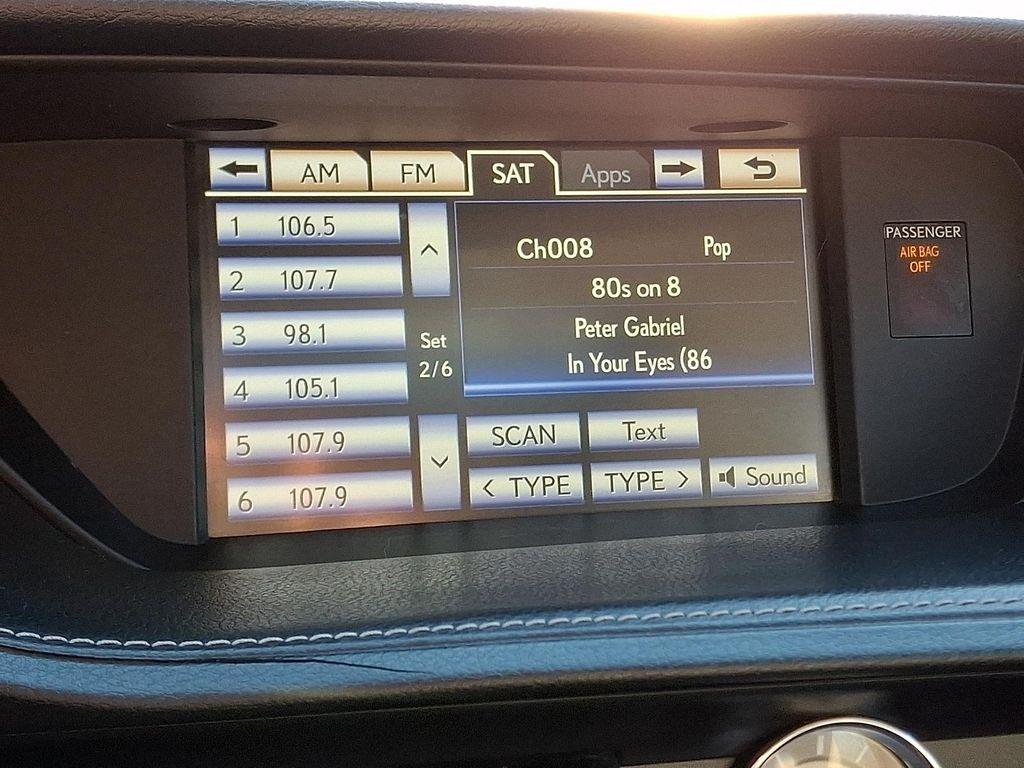 AM FM SAT Apps
1 106.5
2 107.7
3 98.1
4 105.1
5 107.9
6 107.9
Set
2/6
Ch008 Pop
80s on 8
Peter Gabriel
In Your Eyes (86
SCAN Text
< TYPE TYPE > Sound
PASSENGER
AIR BAG
OFF